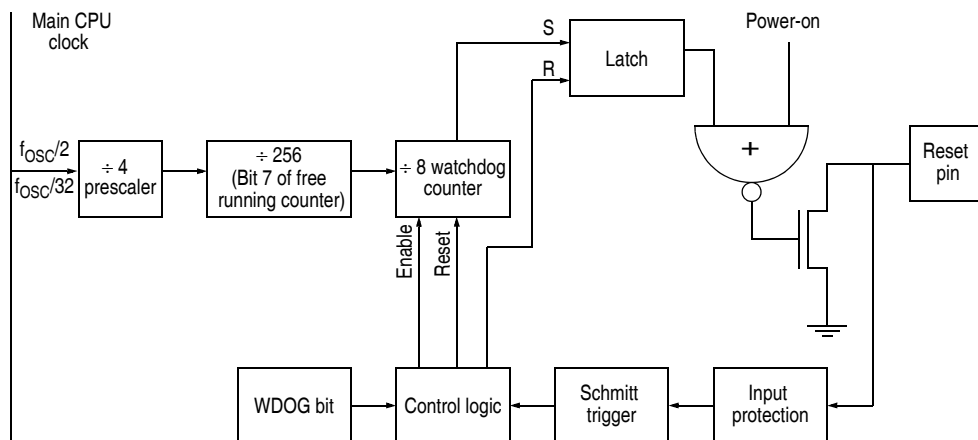 Main CPU
clock
Power-on
S
R
Latch
+
f_OSC/2
f_OSC/32
÷ 4
prescaler
÷ 256
(Bit 7 of free
running counter)
÷ 8 watchdog
counter
Reset
pin
Enable
Reset
WDOG bit
Control logic
Schmitt
trigger
Input
protection